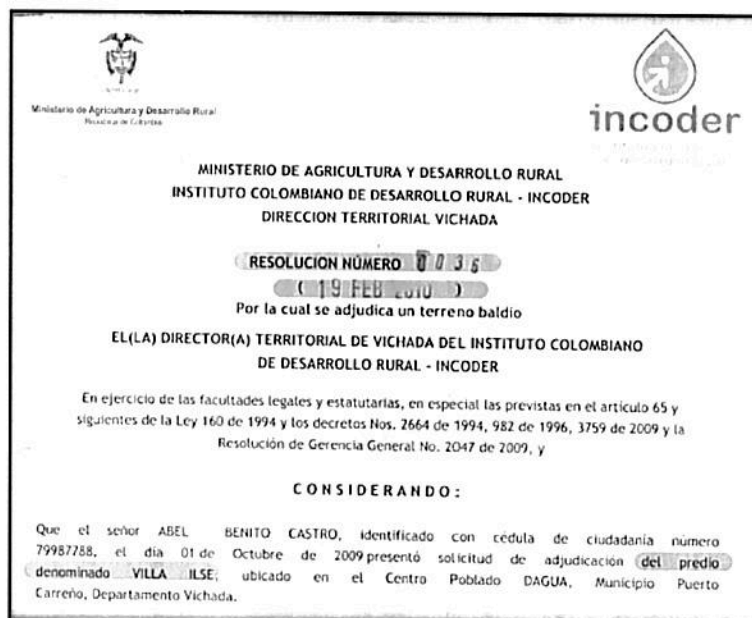 Ministerio de Agricultura y Desarrollo Rural
República de Colombia
incoder
MINISTERIO DE AGRICULTURA Y DESARROLLO RURAL
INSTITUTO COLOMBIANO DE DESARROLLO RURAL - INCODER
DIRECCION TERRITORIAL VICHADA
RESOLUCION NÚMERO 0035
( 19 FEB 2010 )
Por la cual se adjudica un terreno baldio
EL(LA) DIRECTOR(A) TERRITORIAL DE VICHADA DEL INSTITUTO COLOMBIANO
DE DESARROLLO RURAL - INCODER
En ejercicio de las facultades legales y estatutarias, en especial las previstas en el artículo 65 y
siguientes de la Ley 160 de 1994 y los decretos Nos. 2664 de 1994, 982 de 1996, 3759 de 2009 y la
Resolución de Gerencia General No. 2047 de 2009, y
CONSIDERANDO:
Que el señor ABEL BENITO CASTRO, identificado con cédula de ciudadanía número
79987788, el día 01 de Octubre de 2009 presentó solicitud de adjudicación del predio
denominado VILLA ILSE, ubicado en el Centro Poblado DAGUA, Municipio Puerto
Carreño, Departamento Vichada.